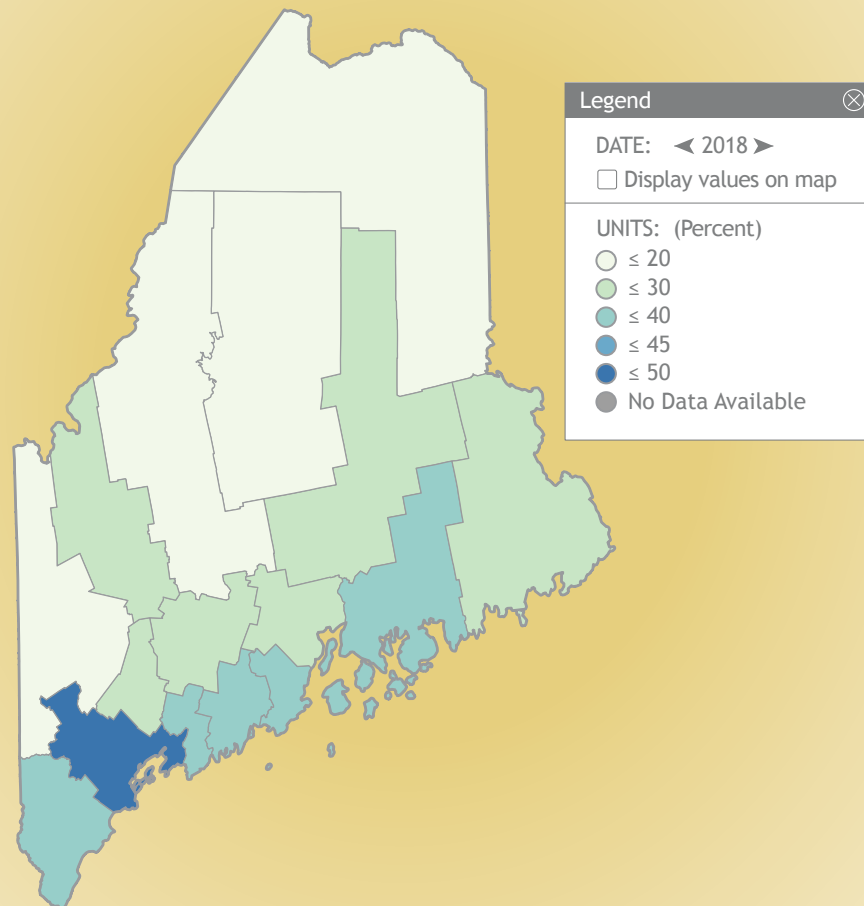 Legend
DATE: 2018
Display values on map
UNITS: (Percent)
≤ 20
≤ 30
≤ 40
≤ 45
≤ 50
No Data Available